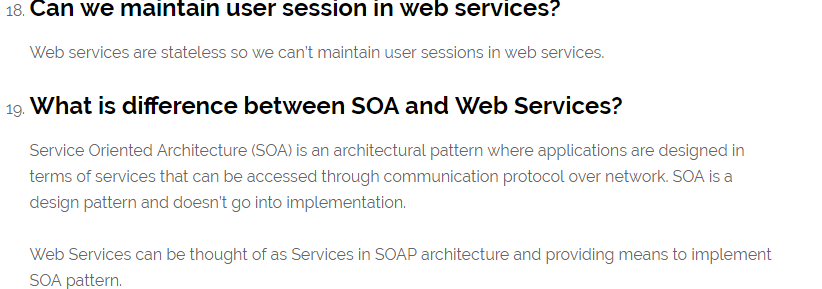 18. Can we maintain user session in web services?
Web services are stateless so we can't maintain user sessions in web services.
19. What is difference between SOA and Web Services?
Service Oriented Architecture (SOA) is an architectural pattern where applications are designed in
terms of services that can be accessed through communication protocol over network. SOA is a
design pattern and doesn't go into implementation.
Web Services can be thought of as Services in SOAP architecture and providing means to implement
SOA pattern.